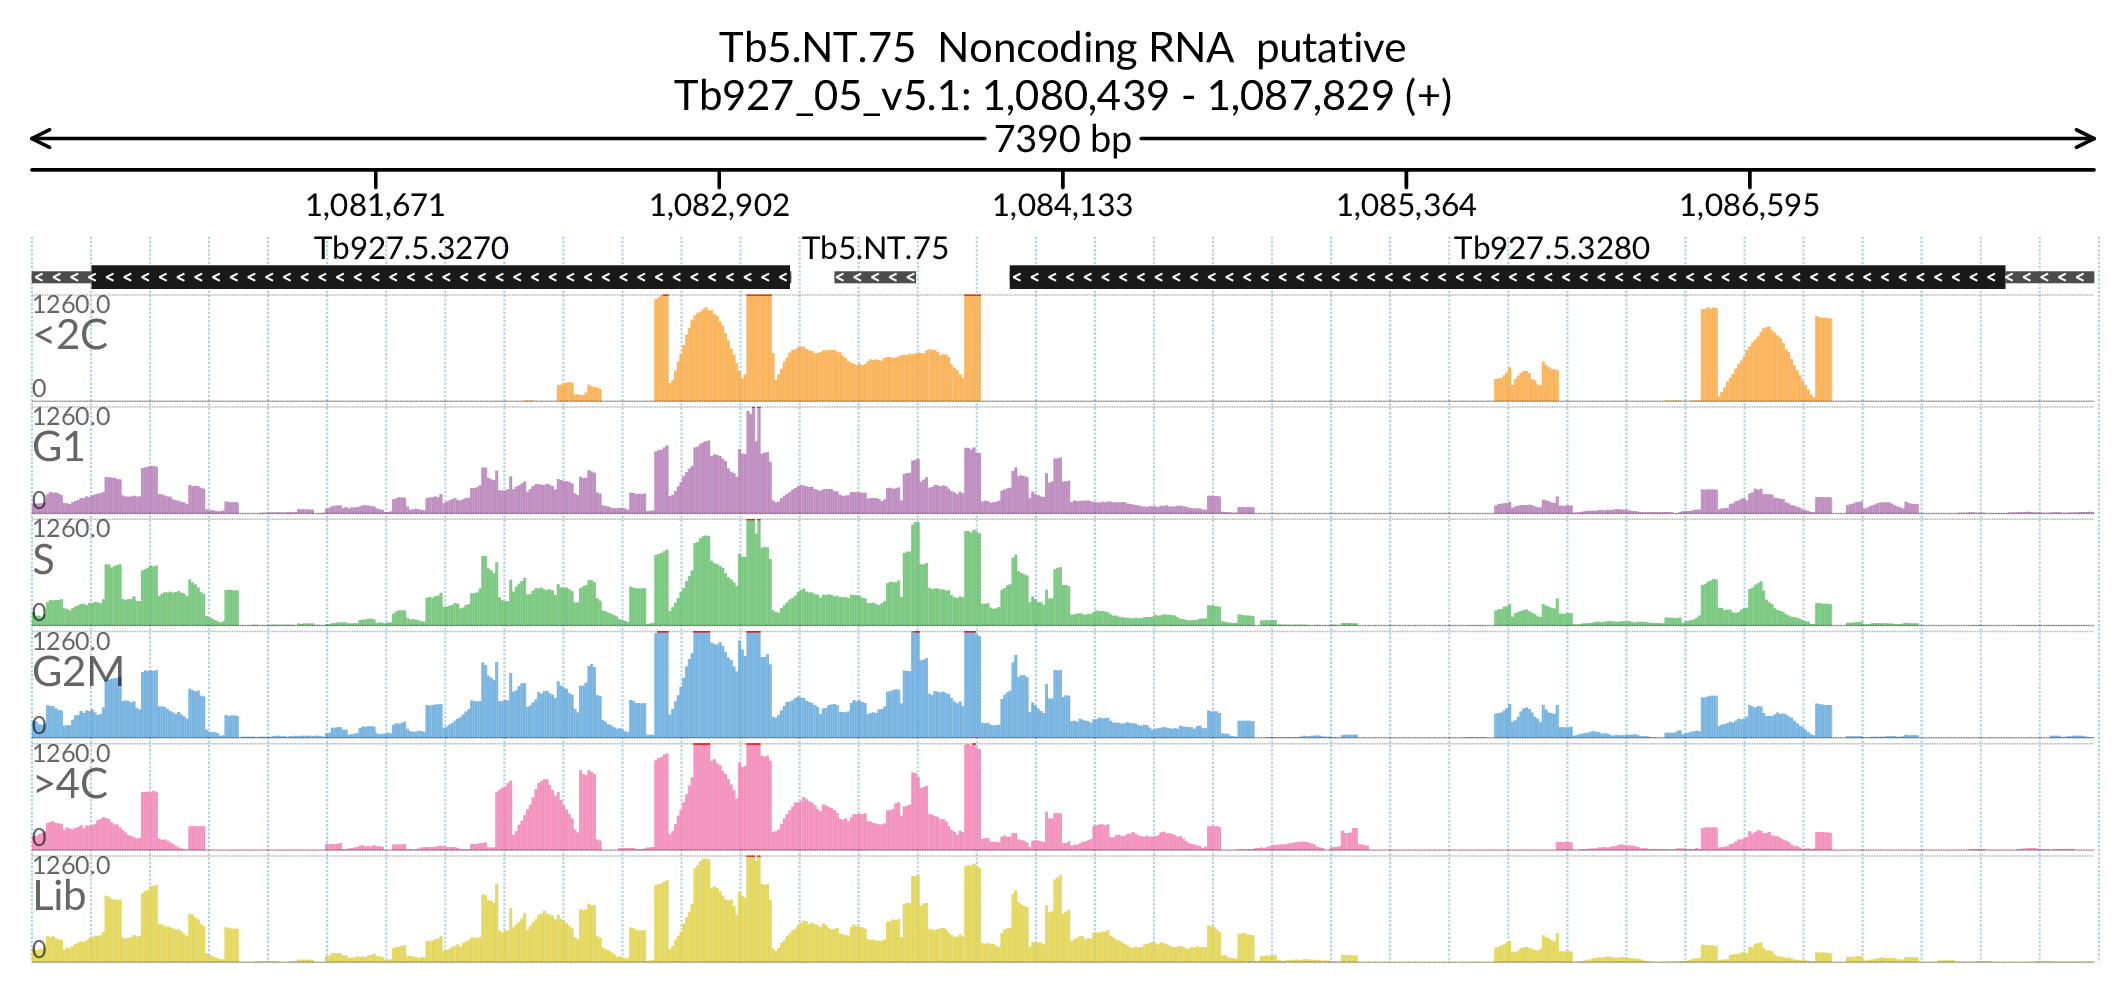 Tb5.NT.75 Noncoding RNA putative
Tb927_05_v5.1: 1,080,439 - 1,087,829 (+)
7390 bp
1,081,671 1,082,902 1,084,133 1,085,364 1,086,595
Tb927.5.3270 Tb5.NT.75 Tb927.5.3280
1260.0
<2C
0
1260.0
G1
0
1260.0
S
0
1260.0
G2M
0
1260.0
>4C
0
1260.0
Lib
0